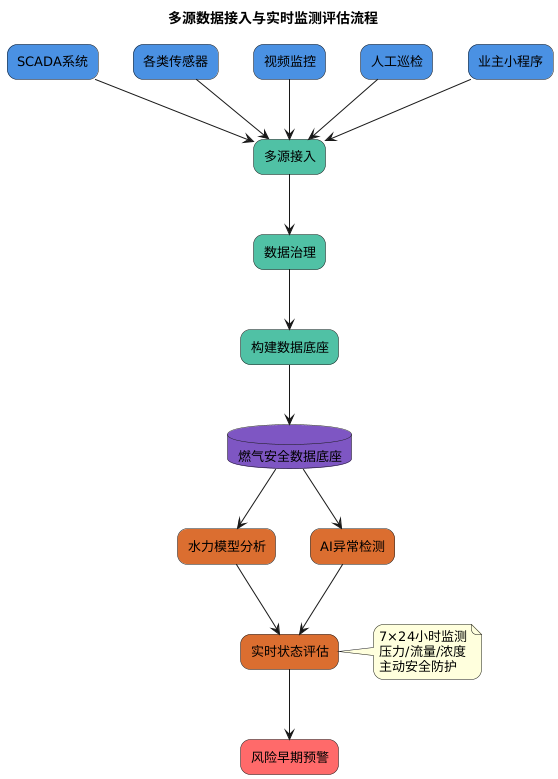 多源数据接入与实时监测评估流程
SCADA系统
各类传感器
视频监控
人工巡检
业主小程序
多源接入
数据治理
构建数据底座
燃气安全数据底座
水力模型分析
AI异常检测
实时状态评估
7×24小时监测
压力/流量/浓度
主动安全防护
风险早期预警